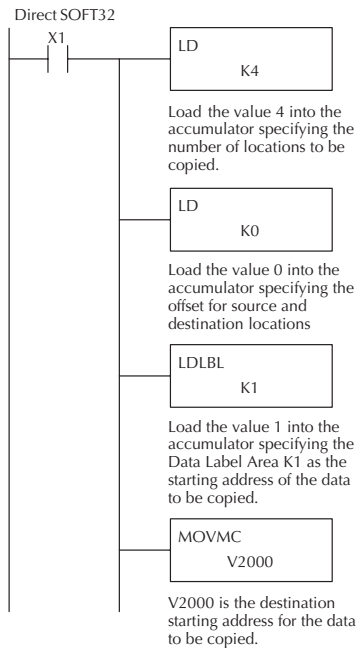 Direct SOFT32
X1
LD
K4
Load the value 4 into the
accumulator specifying the
number of locations to be
copied.
LD
K0
Load the value 0 into the
accumulator specifying the
offset for source and
destination locations
LDLBL
K1
Load the value 1 into the
accumulator specifying the
Data Label Area K1 as the
starting address of the data
to be copied.
MOVMC
V2000
V2000 is the destination
starting address for the data
to be copied.